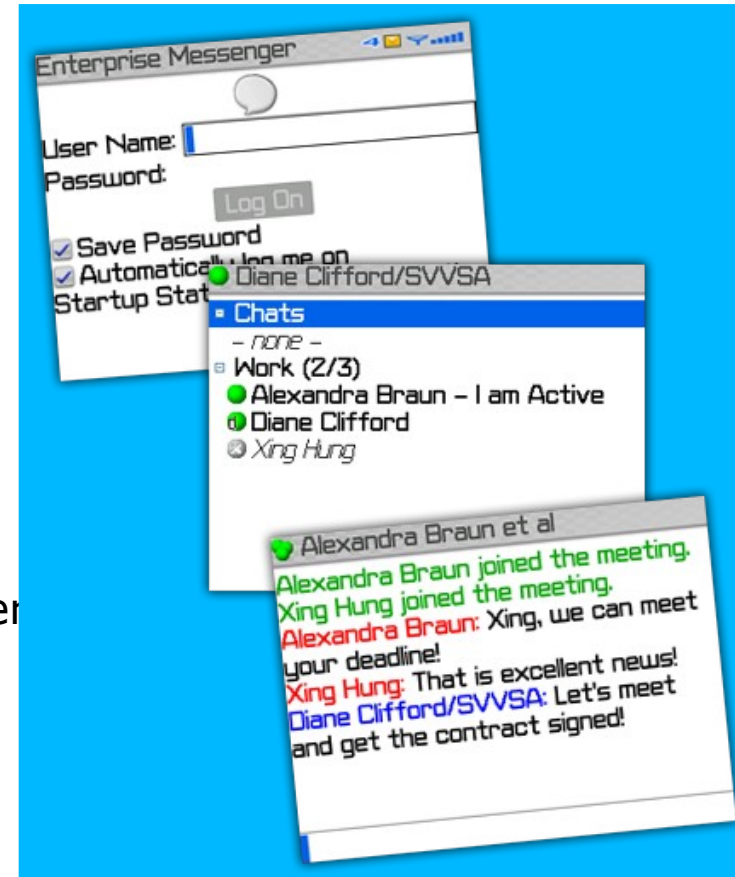 Enterprise Messenger
User Name:
Password:
Log On
Save Password
Automatically log me on
Startup Stat
Diane Clifford/SVVSA
Chats
- none -
Work (2/3)
Alexandra Braun - I am Active
Diane Clifford
Xing Hung
er
Alexandra Braun et al
Alexandra Braun joined the meeting.
Xing Hung joined the meeting.
Alexandra Braun: Xing, we can meet
your deadline!
Xing Hung: That is excellent news!
Diane Clifford/SVVSA: Let's meet
and get the contract signed!